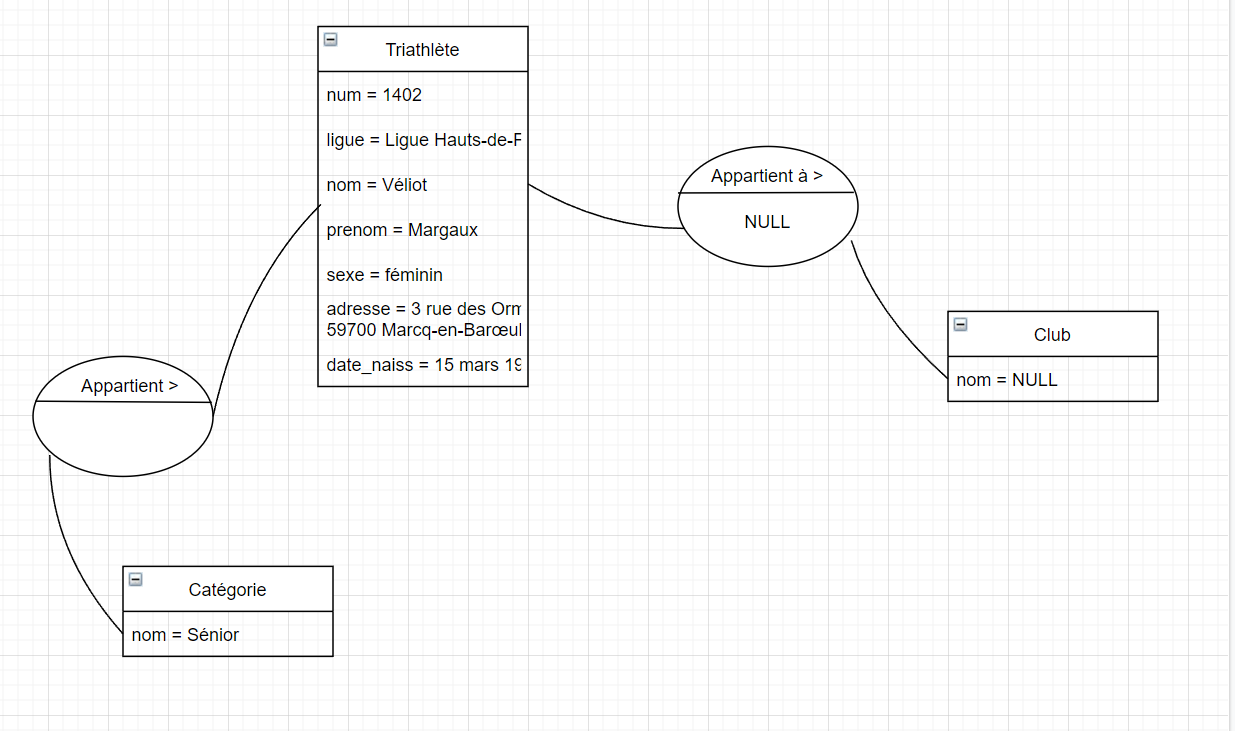 Triathlète
num = 1402
ligue = Ligue Hauts-de-F
nom = Véliot
prenom = Margaux
sexe = féminin
adresse = 3 rue des Orm
59700 Marcq-en-Barœul
date_naiss = 15 mars 19
Appartient à >
NULL
Club
nom = NULL
Appartient >
Catégorie
nom = Sénior